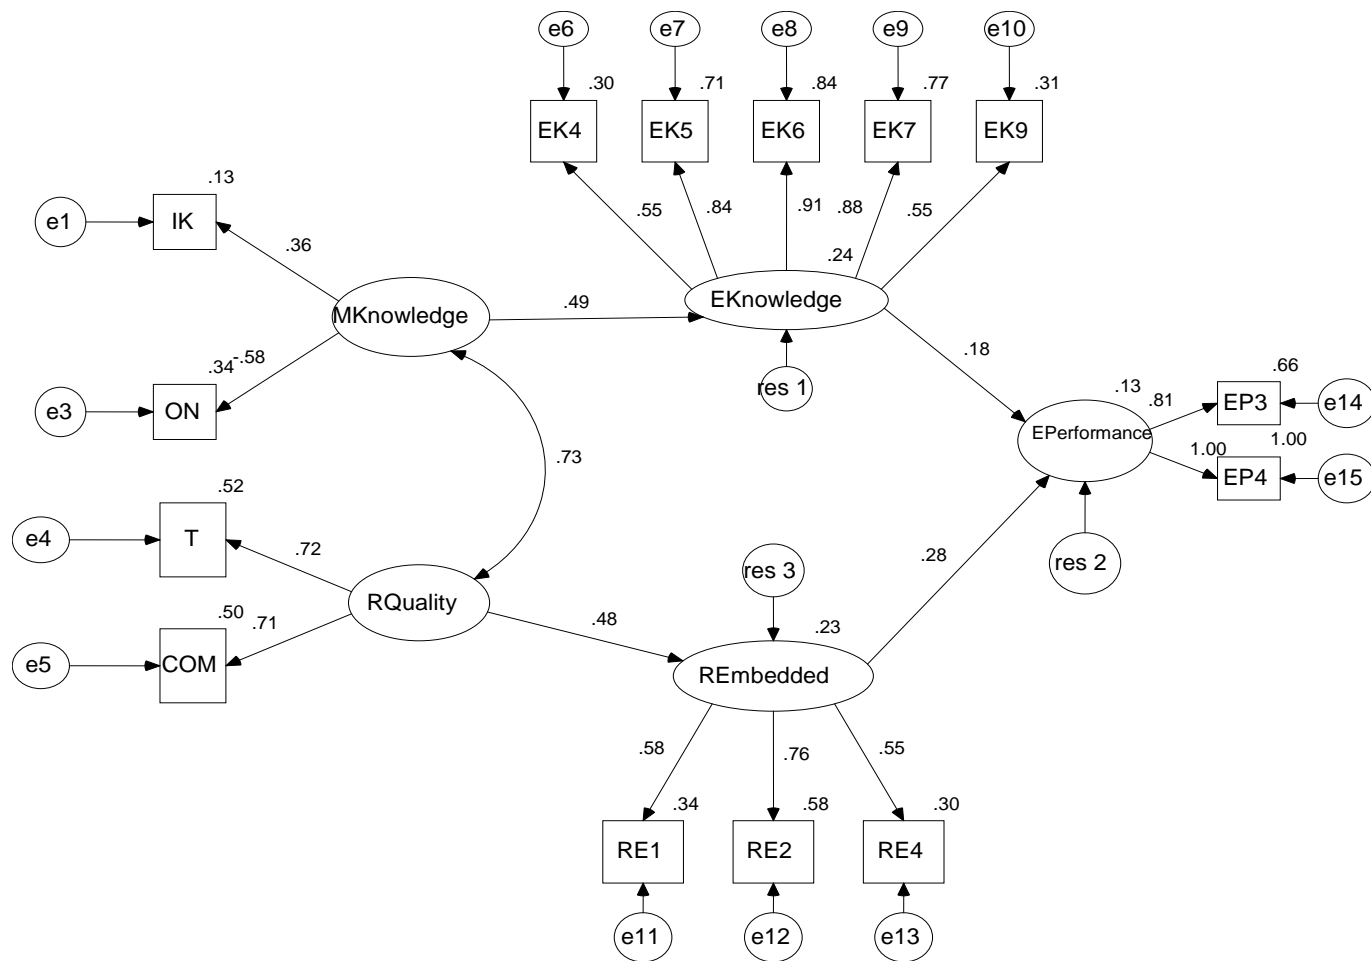 e6
e7
e8
e9
e10
.30
.71
.84
.77
.31
EK4
EK5
EK6
EK7
EK9
.13
e1
IK
.55
.84
.91
.88
.55
.36
.24
MKnowledge
.49
EKnowledge
.34
-.58
.18
res 1
.66
.13
.81
EP3
e14
e3
ON
EPerformance
1.00
1.00
.73
EP4
e15
.52
e4
T
.72
.28
res 2
res 3
RQuality
.50
.71
.48
.23
e5
COM
REmbedded
.58
.76
.55
.34
.58
.30
RE1
RE2
RE4
e11
e12
e13